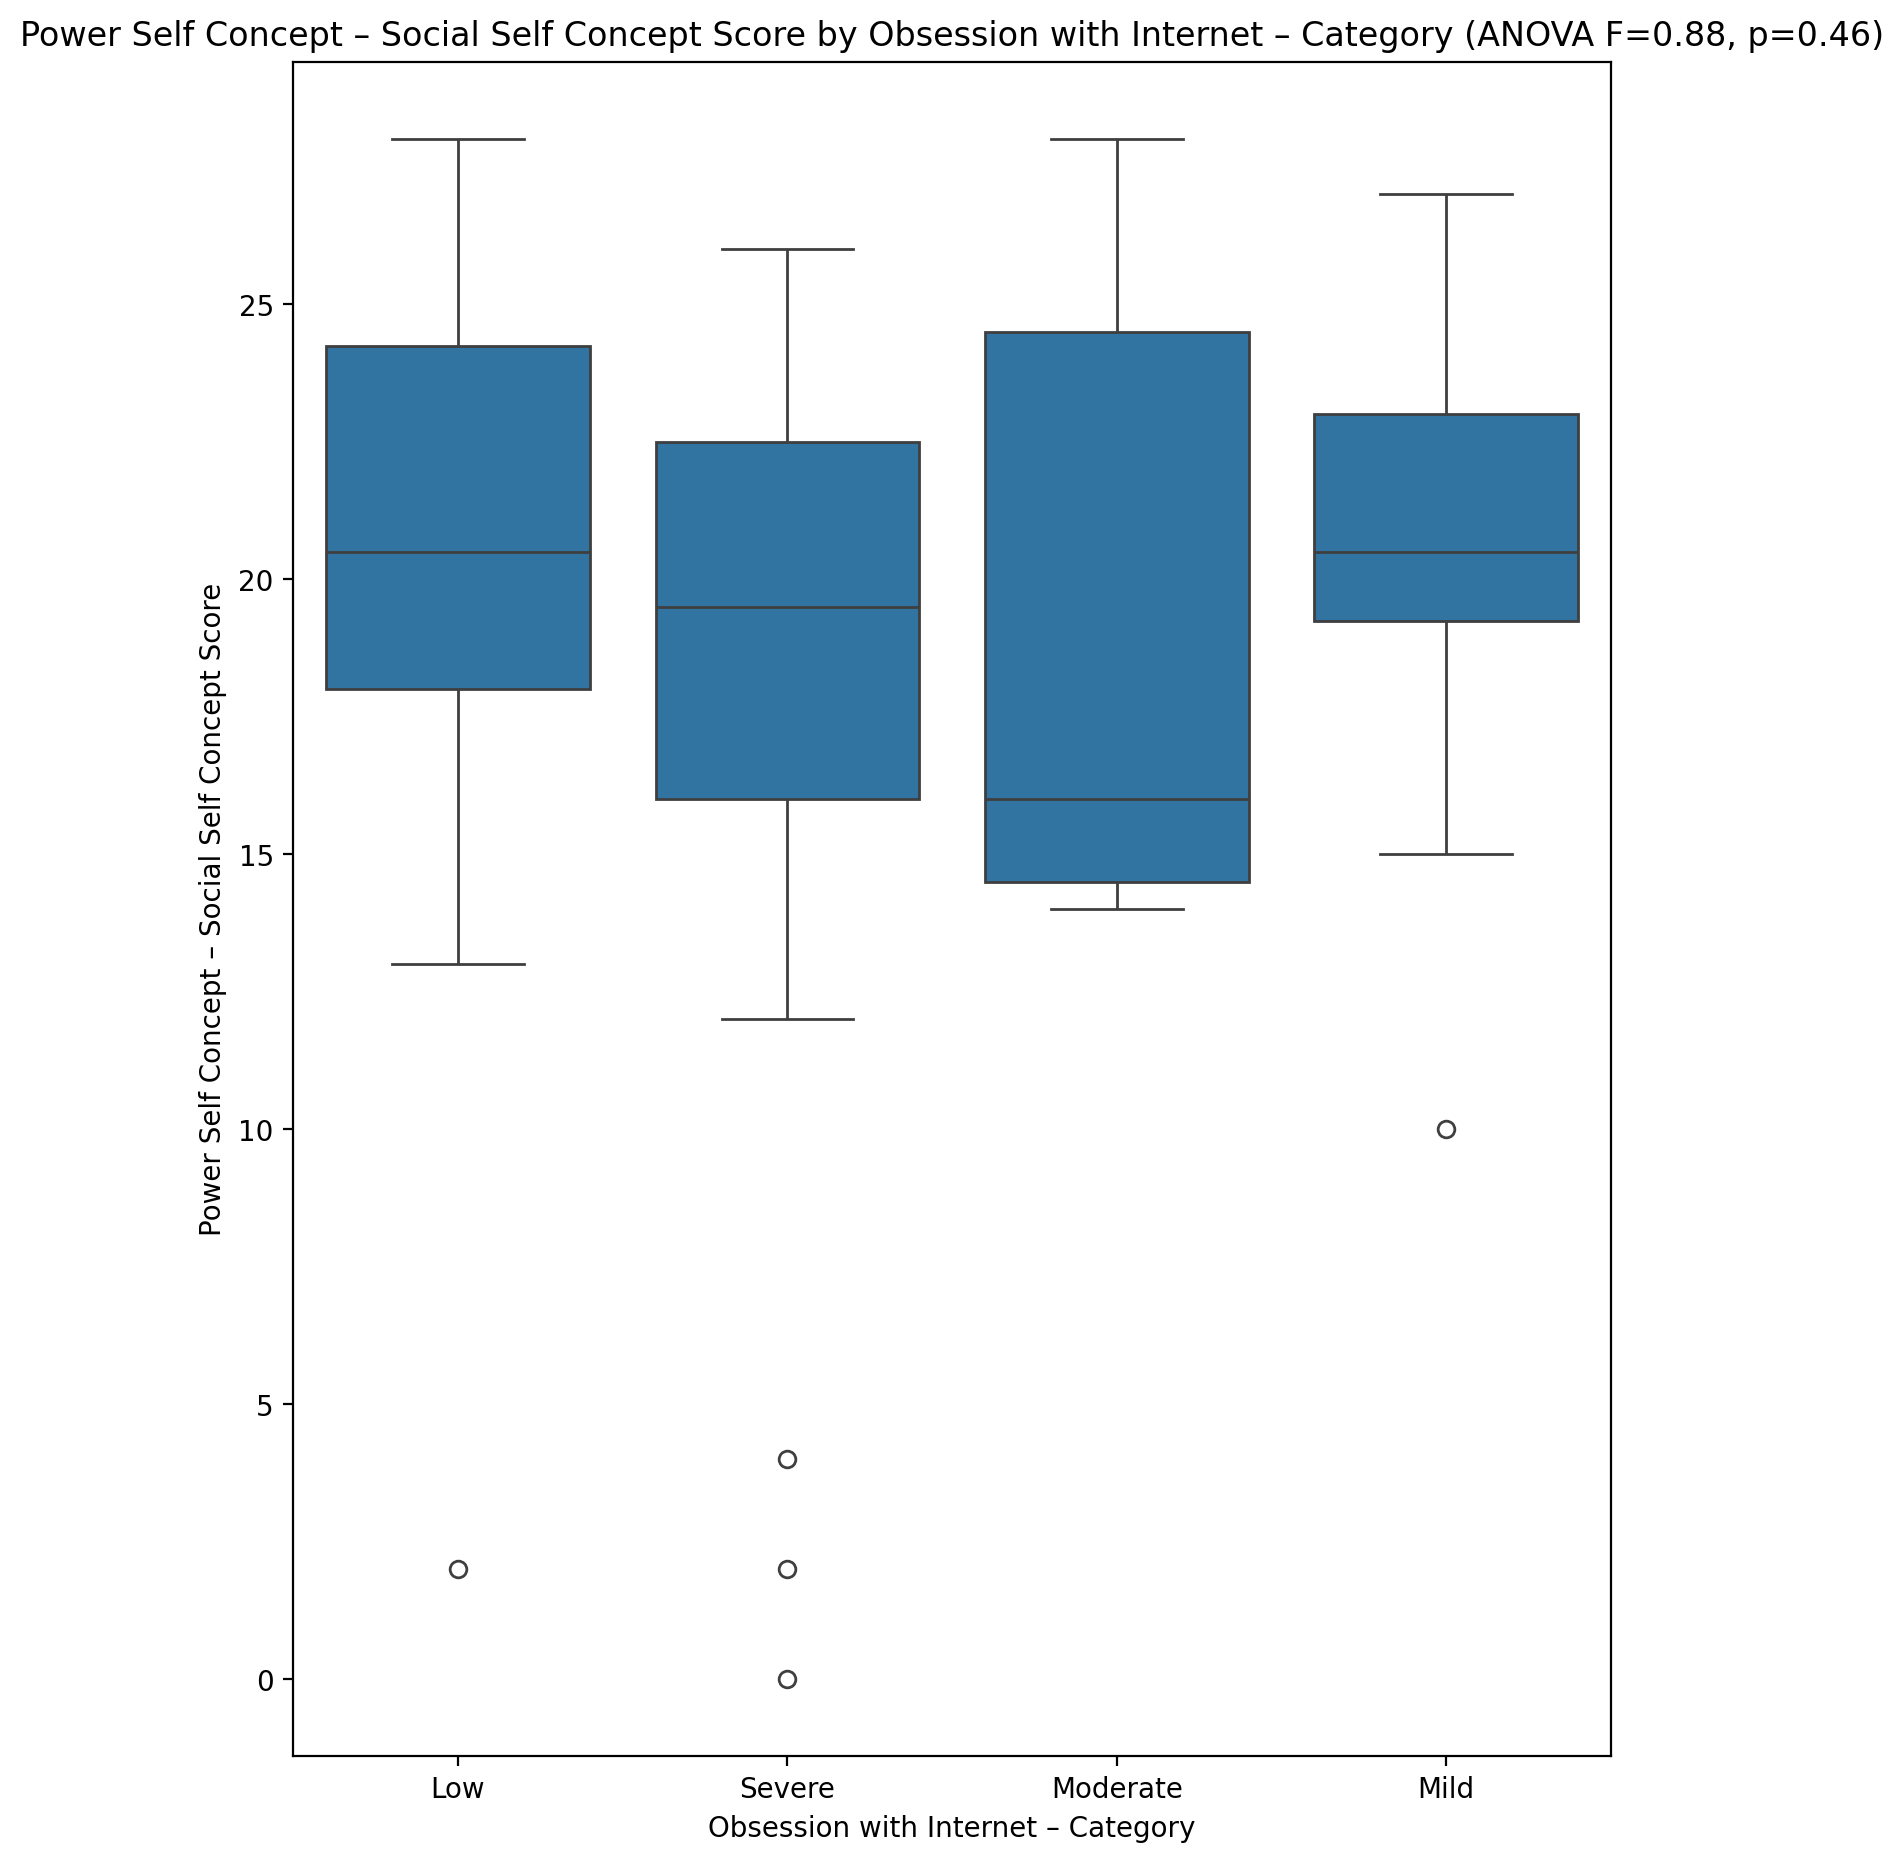 Power Self Concept – Social Self Concept Score by Obsession with Internet – Category (ANOVA F=0.88, p=0.46)
Power Self Concept – Social Self Concept Score
25
20
15
10
5
0
Low Severe Moderate Mild
Obsession with Internet – Category